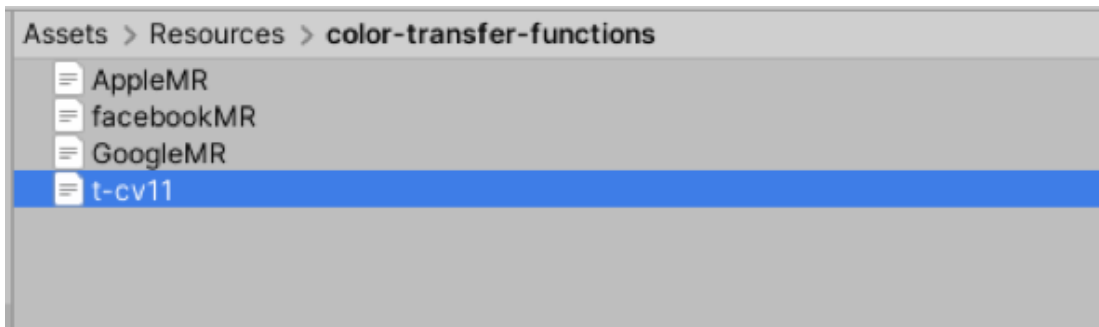 Assets > Resources > color-transfer-functions
AppleMR
facebookMR
GoogleMR
t-cv11